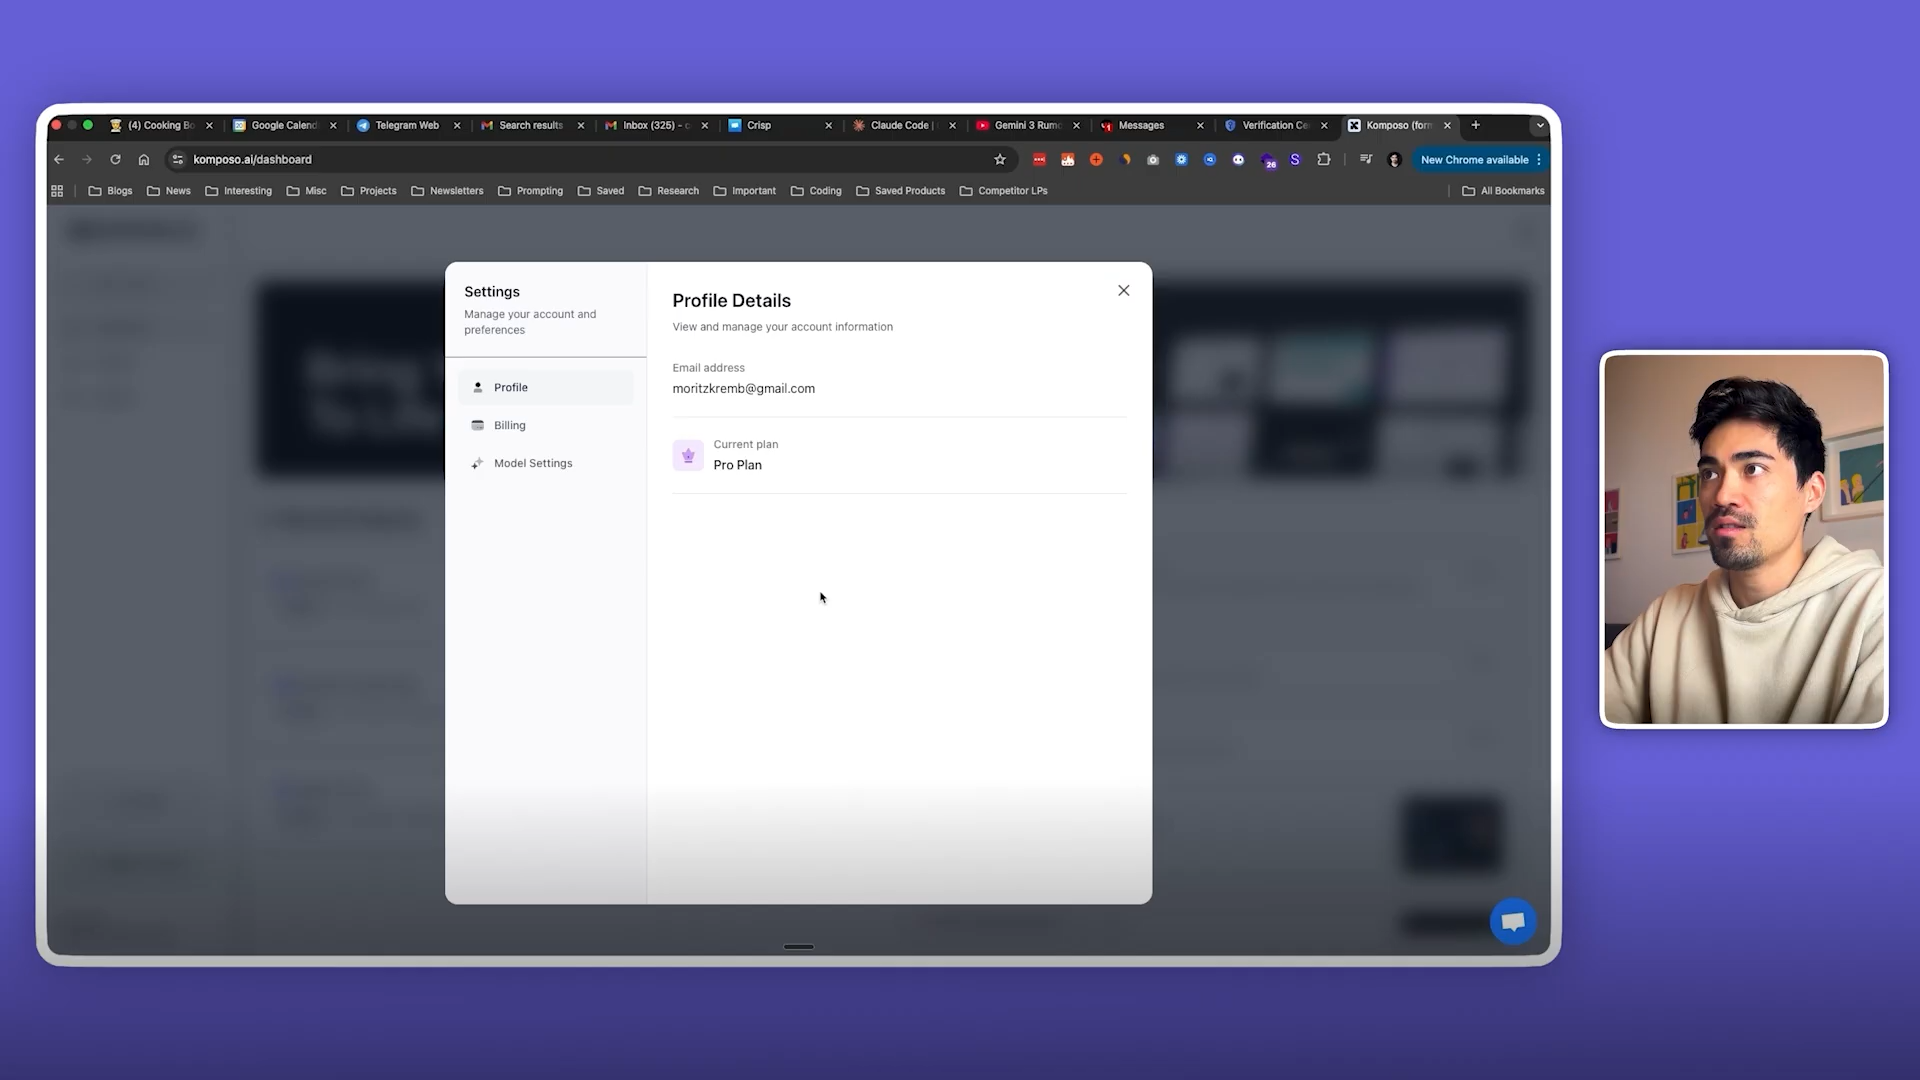 (4) Cooking Bo
Google Calend
Telegram Web
Search results
Inbox (325) - c
Crisp
Claude Code |
Gemini 3 Rumo
Messages
Verification Ce
Komposo (form
komposo.ai/dashboard
26
New Chrome available
Blogs
News
Interesting
Misc
Projects
Newsletters
Prompting
Saved
Research
Important
Coding
Saved Products
Competitor LPs
All Bookmarks
Settings
Manage your account and
preferences
Profile
Billing
Model Settings
Profile Details
View and manage your account information
Email address
moritzkremb@gmail.com
Current plan
Pro Plan